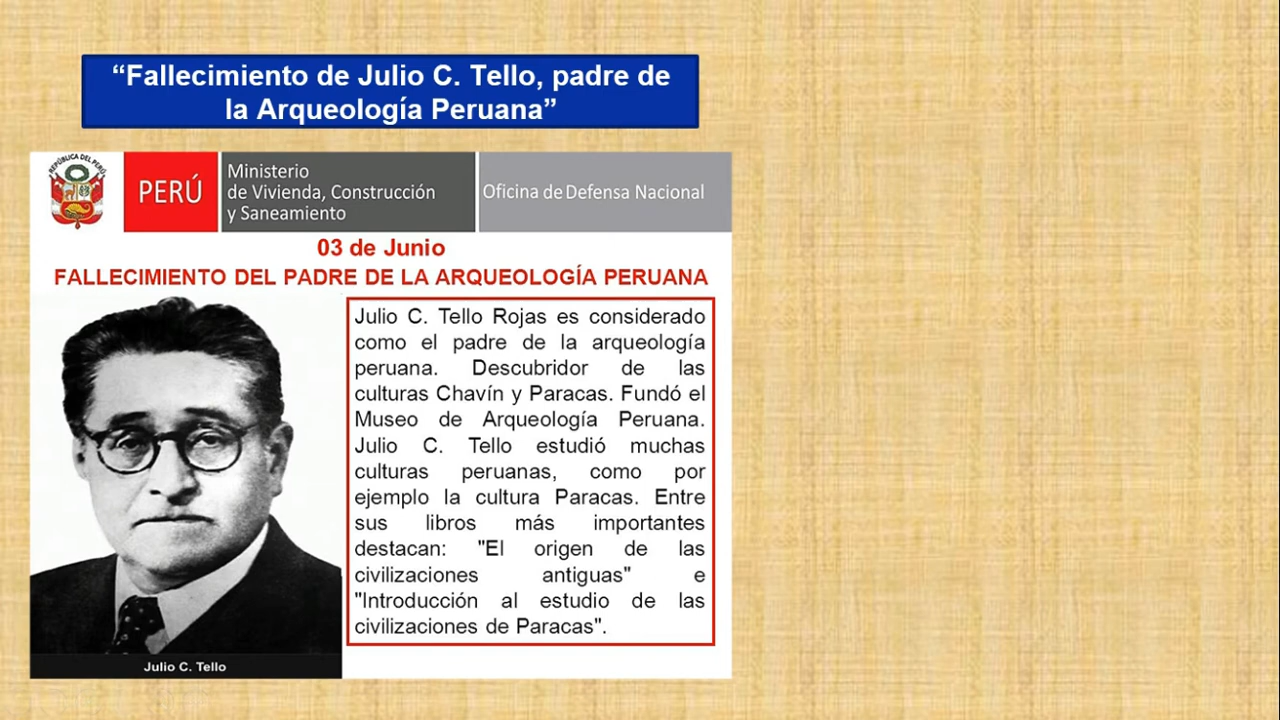 “Fallecimiento de Julio C. Tello, padre de
la Arqueología Peruana”
REPÚBLICA DEL PERÚ
PERÚ
Ministerio
de Vivienda, Construcción
y Saneamiento
Oficina de Defensa Nacional
03 de Junio
FALLECIMIENTO DEL PADRE DE LA ARQUEOLOGÍA PERUANA
Julio C. Tello Rojas es considerado
como el padre de la arqueología
peruana. Descubridor de las
culturas Chavín y Paracas. Fundó el
Museo de Arqueología Peruana.
Julio C. Tello estudió muchas
culturas peruanas, como por
ejemplo la cultura Paracas. Entre
sus libros más importantes
destacan: "El origen de las
civilizaciones antiguas" e
"Introducción al estudio de las
civilizaciones de Paracas".
Julio C. Tello